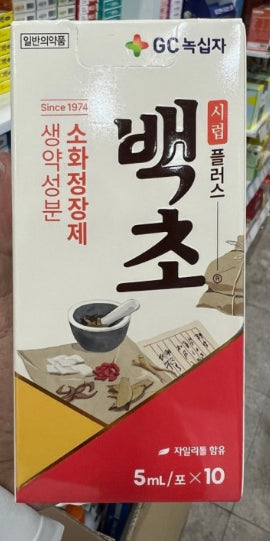 일반의약품
GC 녹십자
Since 1974
소화정장제
생약성분
시럽
플러스
백초®
자일리톨 함유
5mL/포×10